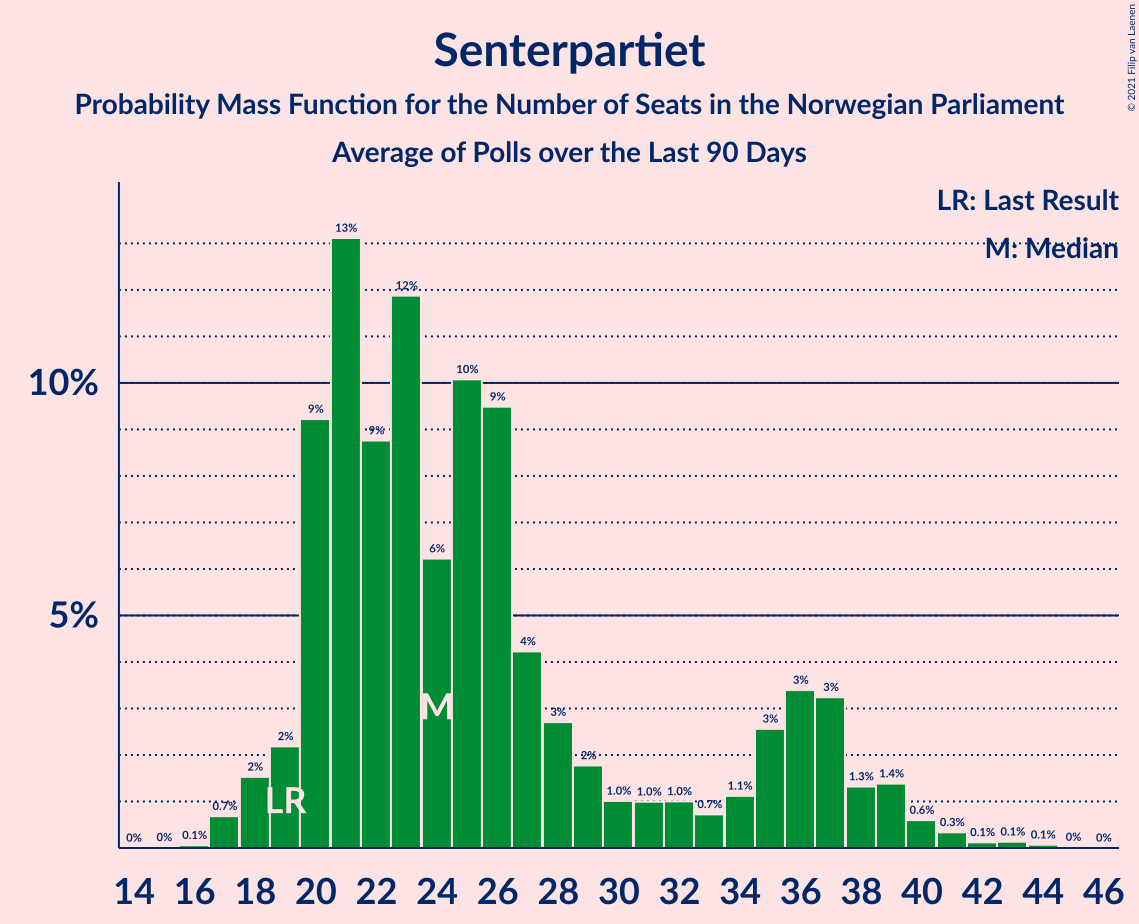 Senterpartiet
Probability Mass Function for the Number of Seats in the Norwegian Parliament
Average of Polls over the Last 90 Days
© 2021 Filip van Laenen
LR: Last Result
M: Median
10%
5%
0% 0% 0.1% 0.7% 2% 2% 9% 13% 9% 12% 6% 10% 9% 4% 3% 2% 1.0% 1.0% 1.0% 0.7% 1.1% 3% 3% 3% 1.3% 1.4% 0.6% 0.3% 0.1% 0.1% 0.1% 0% 0%
LR
M
14 16 18 20 22 24 26 28 30 32 34 36 38 40 42 44 46